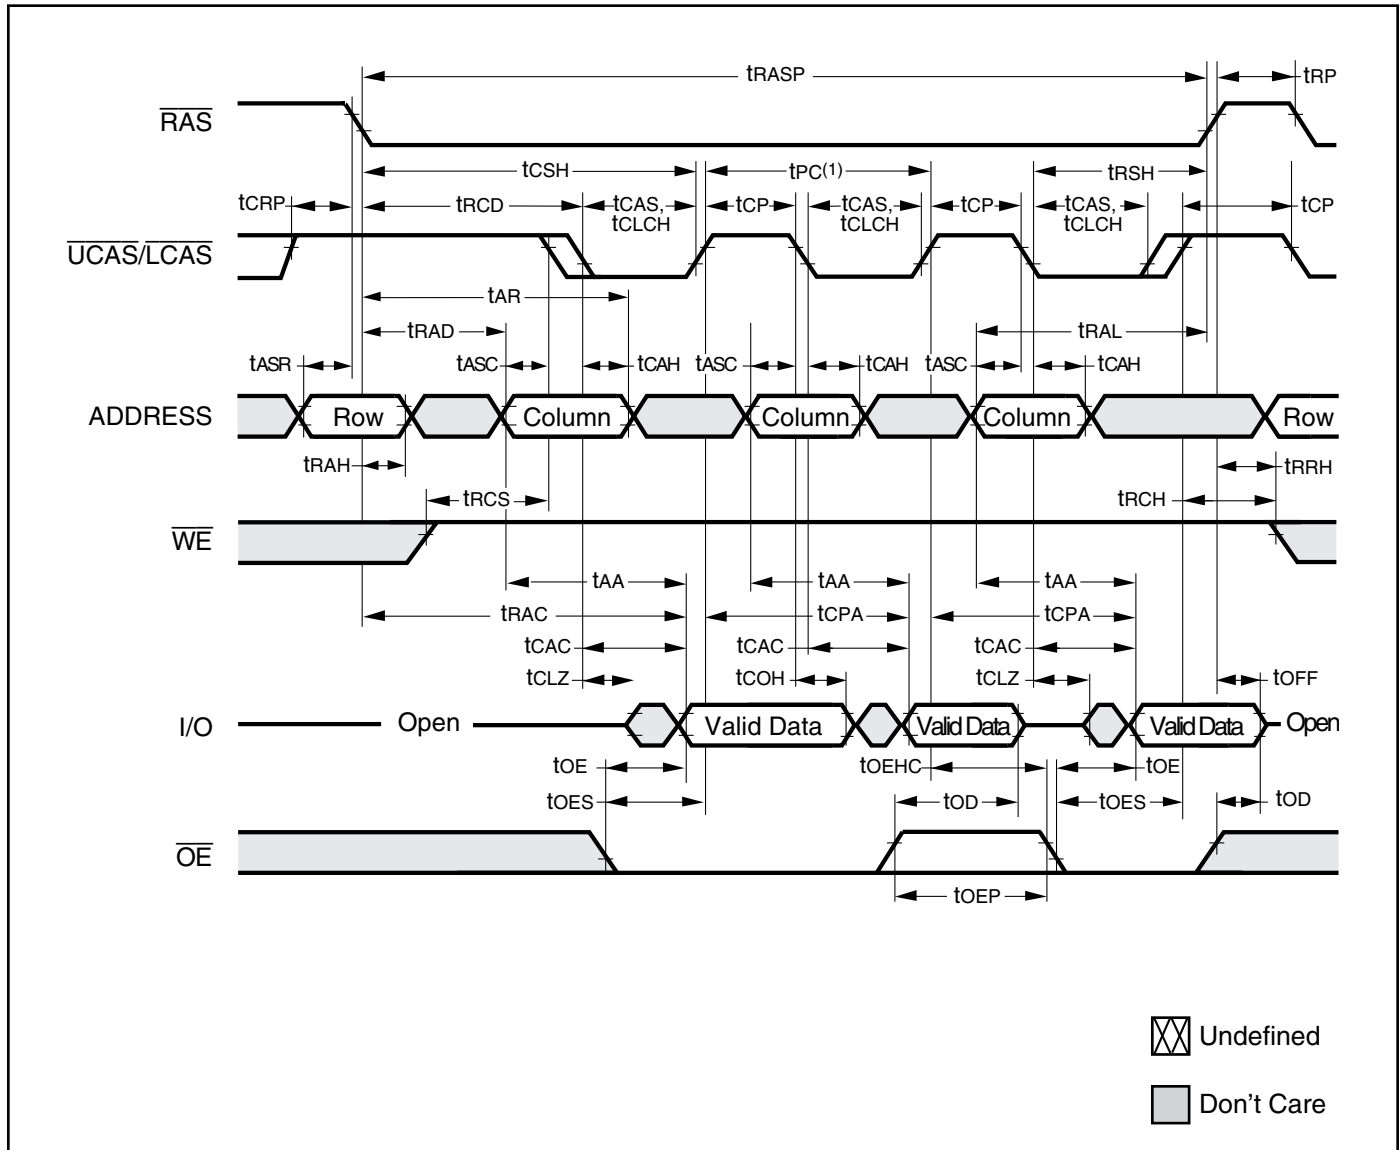 tRASP tRP
RAS
tCSH tPC(1) tRSH
tCRP tRCD tCAS, tCLCH tCP tCAS, tCLCH tCP tCAS, tCLCH tCP
UCAS/LCAS
tAR
tRAD tRAL
tASR tASC tCAH tASC tCAH tASC tCAH
ADDRESS Row Column Column Column Row
tRAH tRRH
tRCS tRCH
WE
tAA tAA tAA
tRAC tCPA tCPA
tCAC tCAC tCAC
tCLZ tCOH tCLZ tOFF
I/O Open Valid Data Valid Data Valid Data Open
tOE tOEHC tOE
tOES tOD tOES tOD
OE
tOEP
Undefined
Don't Care